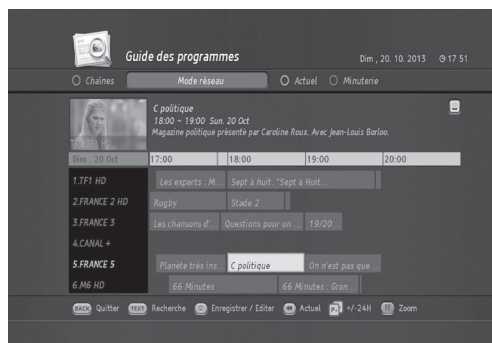 Guide des programmes
Dim , 20. 10. 2013 17 51
Chaînes Mode réseau Actuel Minuterie
C politique
18:00 ~ 19:00 Sun. 20 Oct
Magazine politique présenté par Caroline Roux. Avec Jean-Louis Borloo.
Dim . 20 Oct 17:00 18:00 19:00 20:00
1.TF1 HD Les experts : M... Sept à huit ."Sept à Huit...
2.FRANCE 2 HD Rugby Stade 2
3.FRANCE 3 Les chansons d'... Questions pour un ... 19/20...
4.CANAL +
5.FRANCE 5 Planète très ins... C politique On n'est pas que ...
6.M6 HD 66 Minutes 66 Minutes : Gran...
BACK Quitter TEXT Recherche Enregistrer / Editer Actuel P. +/-24H Zoom